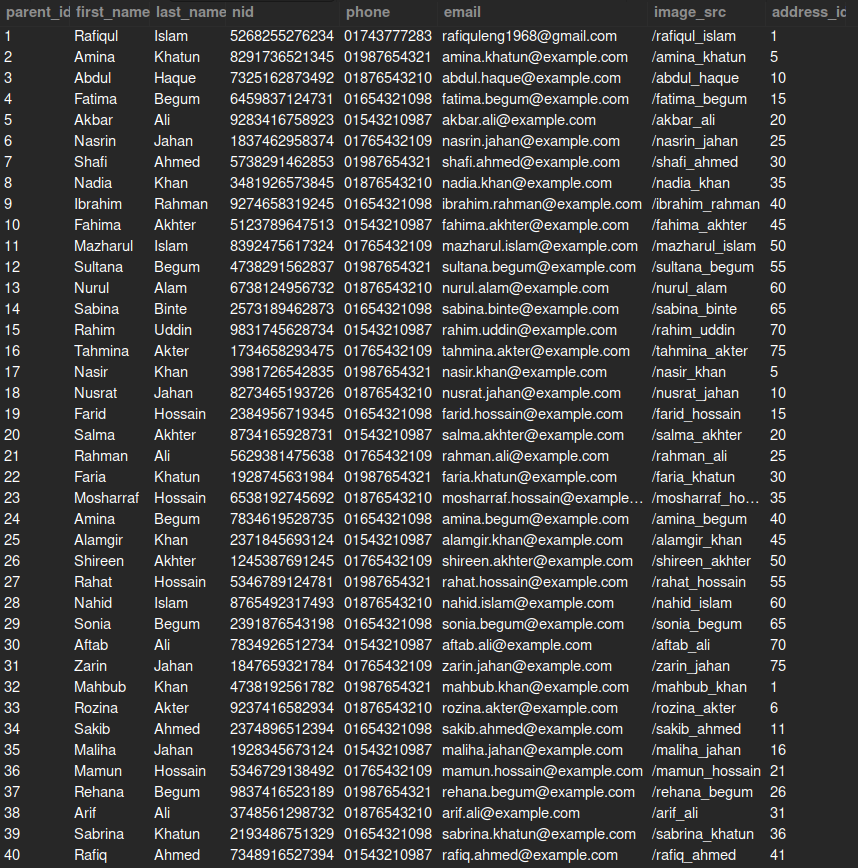 parent_id first_name last_name nid phone email image_src address_id
1 Rafiqul Islam 5268255276234 01743777283 rafiquleng1968@gmail.com /rafiqul_islam 1
2 Amina Khatun 8291736521345 01987654321 amina.khatun@example.com /amina_khatun 5
3 Abdul Haque 7325162873492 01876543210 abdul.haque@example.com /abdul_haque 10
4 Fatima Begum 6459837124731 01654321098 fatima.begum@example.com /fatima_begum 15
5 Akbar Ali 9283416758923 01543210987 akbar.ali@example.com /akbar_ali 20
6 Nasrin Jahan 1837462958374 01765432109 nasrin.jahan@example.com /nasrin_jahan 25
7 Shafi Ahmed 5738291462853 01987654321 shafi.ahmed@example.com /shafi_ahmed 30
8 Nadia Khan 3481926573845 01876543210 nadia.khan@example.com /nadia_khan 35
9 Ibrahim Rahman 9274658319245 01654321098 ibrahim.rahman@example.com /ibrahim_rahman 40
10 Fahima Akhter 5123789647513 01543210987 fahima.akhter@example.com /fahima_akhter 45
11 Mazharul Islam 8392475617324 01765432109 mazharul.islam@example.com /mazharul_islam 50
12 Sultana Begum 4738291562837 01987654321 sultana.begum@example.com /sultana_begum 55
13 Nurul Alam 6738124956732 01876543210 nurul.alam@example.com /nurul_alam 60
14 Sabina Binte 2573189462873 01654321098 sabina.binte@example.com /sabina_binte 65
15 Rahim Uddin 9831745628734 01543210987 rahim.uddin@example.com /rahim_uddin 70
16 Tahmina Akter 1734658293475 01765432109 tahmina.akter@example.com /tahmina_akter 75
17 Nasir Khan 3981726542835 01987654321 nasir.khan@example.com /nasir_khan 5
18 Nusrat Jahan 8273465193726 01876543210 nusrat.jahan@example.com /nusrat_jahan 10
19 Farid Hossain 2384956719345 01654321098 farid.hossain@example.com /farid_hossain 15
20 Salma Akhter 8734165928731 01543210987 salma.akhter@example.com /salma_akhter 20
21 Rahman Ali 5629381475638 01765432109 rahman.ali@example.com /rahman_ali 25
22 Faria Khatun 1928745631984 01987654321 faria.khatun@example.com /faria_khatun 30
23 Mosharraf Hossain 6538192745692 01876543210 mosharraf.hossain@example… /mosharraf_ho… 35
24 Amina Begum 7834619528735 01654321098 amina.begum@example.com /amina_begum 40
25 Alamgir Khan 2371845693124 01543210987 alamgir.khan@example.com /alamgir_khan 45
26 Shireen Akhter 1245387691245 01765432109 shireen.akhter@example.com /shireen_akhter 50
27 Rahat Hossain 5346789124781 01987654321 rahat.hossain@example.com /rahat_hossain 55
28 Nahid Islam 8765492317493 01876543210 nahid.islam@example.com /nahid_islam 60
29 Sonia Begum 2391876543198 01654321098 sonia.begum@example.com /sonia_begum 65
30 Aftab Ali 7834926512734 01543210987 aftab.ali@example.com /aftab_ali 70
31 Zarin Jahan 1847659321784 01765432109 zarin.jahan@example.com /zarin_jahan 75
32 Mahbub Khan 4738192561782 01987654321 mahbub.khan@example.com /mahbub_khan 1
33 Rozina Akter 9237416582934 01876543210 rozina.akter@example.com /rozina_akter 6
34 Sakib Ahmed 2374896512394 01654321098 sakib.ahmed@example.com /sakib_ahmed 11
35 Maliha Jahan 1928345673124 01543210987 maliha.jahan@example.com /maliha_jahan 16
36 Mamun Hossain 5346729138492 01765432109 mamun.hossain@example.com /mamun_hossain 21
37 Rehana Begum 9837416523189 01987654321 rehana.begum@example.com /rehana_begum 26
38 Arif Ali 3748561298732 01876543210 arif.ali@example.com /arif_ali 31
39 Sabrina Khatun 2193486751329 01654321098 sabrina.khatun@example.com /sabrina_khatun 36
40 Rafiq Ahmed 7348916527394 01543210987 rafiq.ahmed@example.com /rafiq_ahmed 41